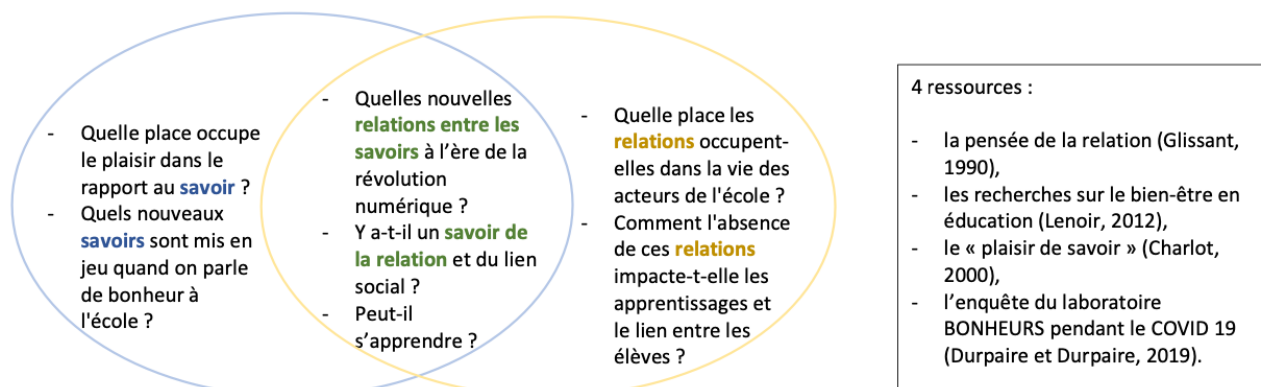 - Quelle place occupe
le plaisir dans le
rapport au savoir ?
- Quels nouveaux
savoirs sont mis en
jeu quand on parle
de bonheur à
l'école ?
- Quelles nouvelles
relations entre les
savoirs à l’ère de la
révolution
numérique ?
- Y a-t-il un savoir de
la relation et du lien
social ?
- Peut-il
s’apprendre ?
- Quelle place les
relations occupent-
elles dans la vie des
acteurs de l'école ?
- Comment l'absence
de ces relations
impacte-t-elle les
apprentissages et
le lien entre les
élèves ?
4 ressources :
- la pensée de la relation (Glissant,
1990),
- les recherches sur le bien-être en
éducation (Lenoir, 2012),
- le « plaisir de savoir » (Charlot,
2000),
- l’enquête du laboratoire
BONHEURS pendant le COVID 19
(Durpaire et Durpaire, 2019).